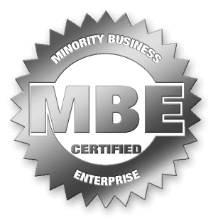 MINORITY BUSINESS
MBE
CERTIFIED
ENTERPRISE